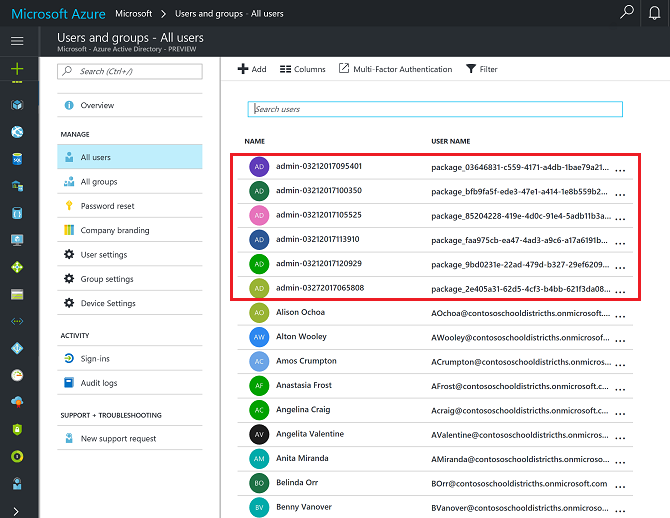 Microsoft Azure Microsoft > Users and groups - All users
Users and groups - All users
Microsoft - Azure Active Directory - PREVIEW
Search (Ctrl+/)
Overview
MANAGE
All users
All groups
Password reset
Company branding
User settings
Group settings
Device Settings
ACTIVITY
Sign-ins
Audit logs
SUPPORT + TROUBLESHOOTING
New support request
Add Columns Multi-Factor Authentication Filter
Search users
NAME USER NAME
AD admin-03212017095401 package_03646831-c559-4171-a4db-1bae79a21... ...
AD admin-03212017100350 package_bfb9fa5f-ede3-47e1-a414-1e8b559b2... ...
AD admin-03212017105525 package_85204228-419e-4d0c-91e4-5adb11b3a... ...
AD admin-03212017113910 package_faa975cb-ea47-4ad3-a9c6-a17a6191b... ...
AD admin-03212017120929 package_9bd0231e-22ad-479d-b327-29ef6209... ...
AD admin-03272017065808 package_2e405a31-62d5-4cf3-b4bb-621f3da08... ...
AO Alison Ochoa AOchoa@contososchooldistricths.onmicrosoft.... ...
AW Alton Wooley AWooley@contososchooldistricths.onmicrosof... ...
AC Amos Crumpton ACrumpton@contososchooldistricths.onmicro... ...
AF Anastasia Frost AFrost@contososchooldistricths.onmicrosoft.c... ...
AC Angelina Craig Acraig@contososchooldistricths.onmicrosoft.c... ...
AV Angelita Valentine AValentine@contososchooldistricths.onmicros... ...
AM Anita Miranda AMiranda@contososchooldistricths.onmicroso... ...
BO Belinda Orr BOrr@contososchooldistricths.onmicrosoft.com ...
BV Benny Vanover BVanover@contososchooldistricths.onmicroso... ...